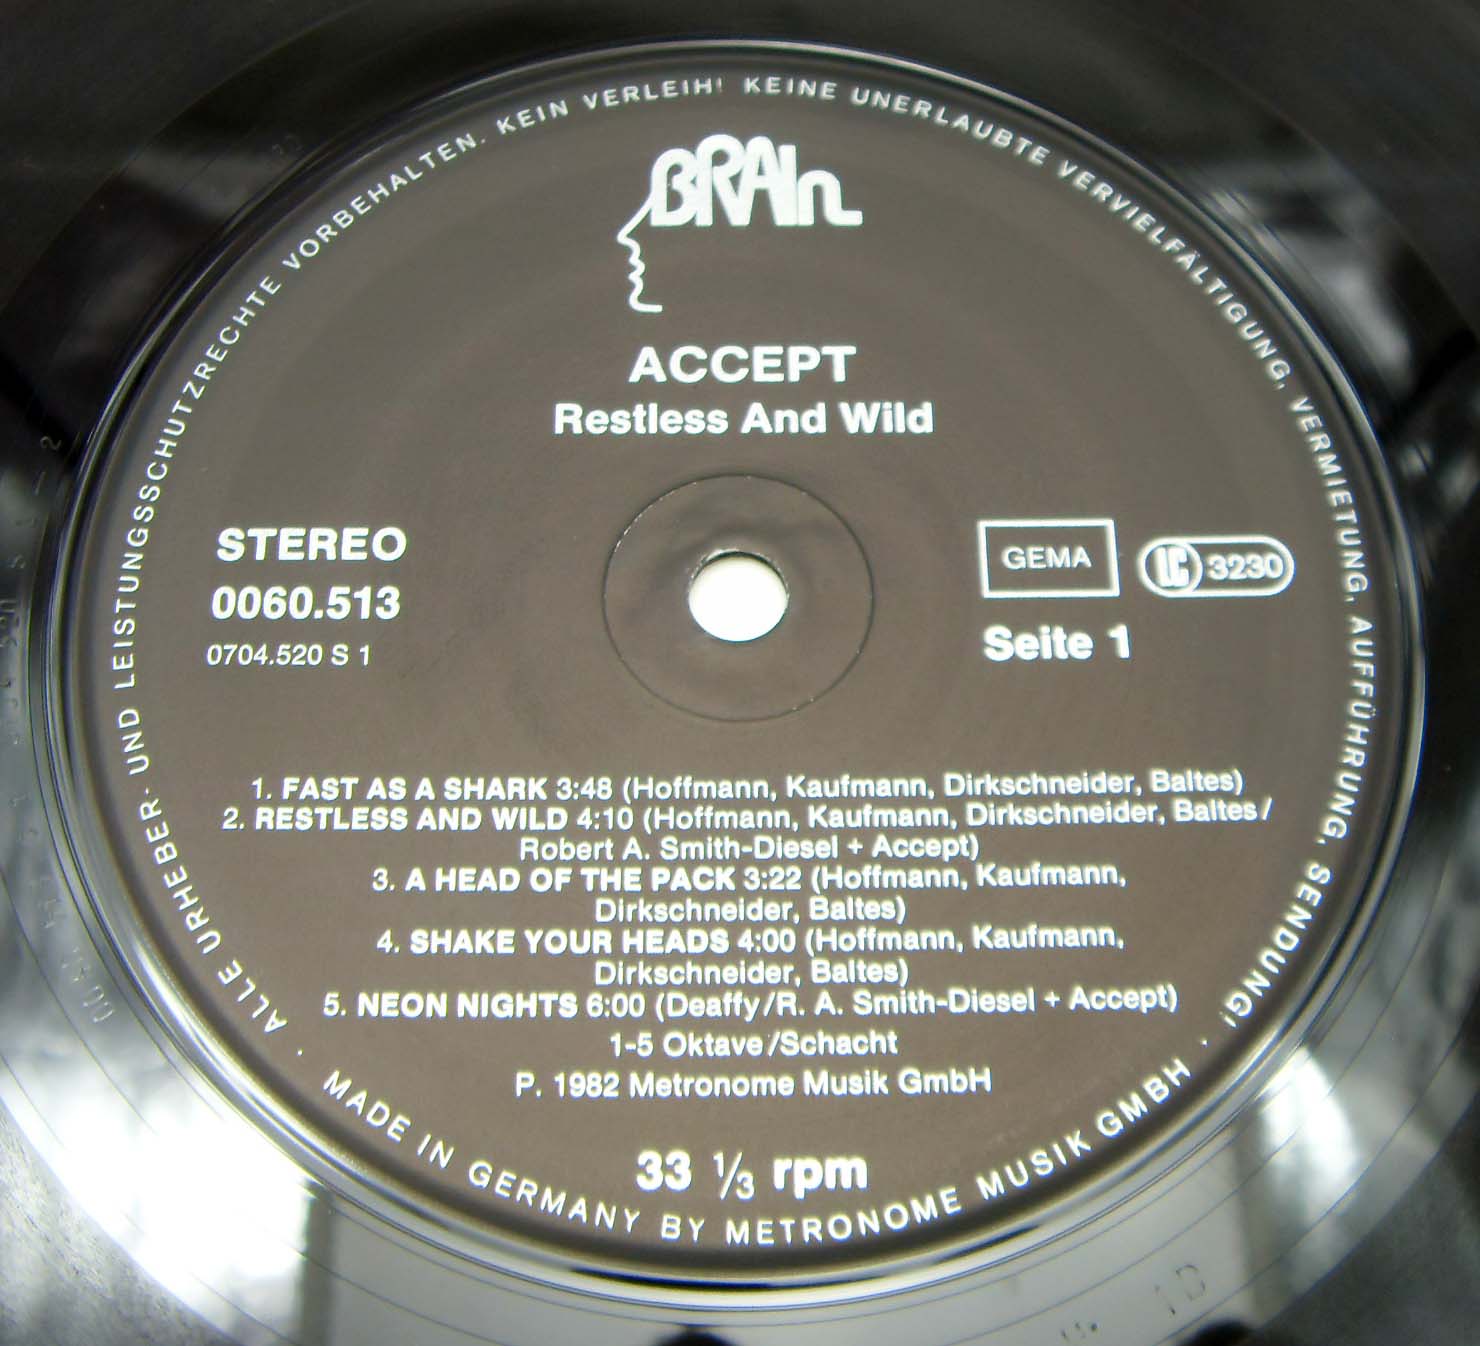 ALLE URHEBER- UND LEISTUNGSSCHUTZRECHTE VORBEHALTEN. KEIN VERLEIH! KEINE UNERLAUBTE VERVIELFÄLTIGUNG, VERMIETUNG, AUFFÜHRUNG, SENDUNG!
BRAIn
ACCEPT
Restless And Wild
STEREO
0060.513
0704.520 S 1
GEMA
LC 3230
Seite 1
1. FAST AS A SHARK 3:48 (Hoffmann, Kaufmann, Dirkschneider, Baltes)
2. RESTLESS AND WILD 4:10 (Hoffmann, Kaufmann, Dirkschneider, Baltes/
Robert A. Smith-Diesel + Accept)
3. A HEAD OF THE PACK 3:22 (Hoffmann, Kaufmann,
Dirkschneider, Baltes)
4. SHAKE YOUR HEADS 4:00 (Hoffmann, Kaufmann,
Dirkschneider, Baltes)
5. NEON NIGHTS 6:00 (Deaffy/R. A. Smith-Diesel + Accept)
1-5 Oktave/Schacht
P. 1982 Metronome Musik GmbH
33 1/3 rpm
· MADE IN GERMANY BY METRONOME MUSIK GMBH ·